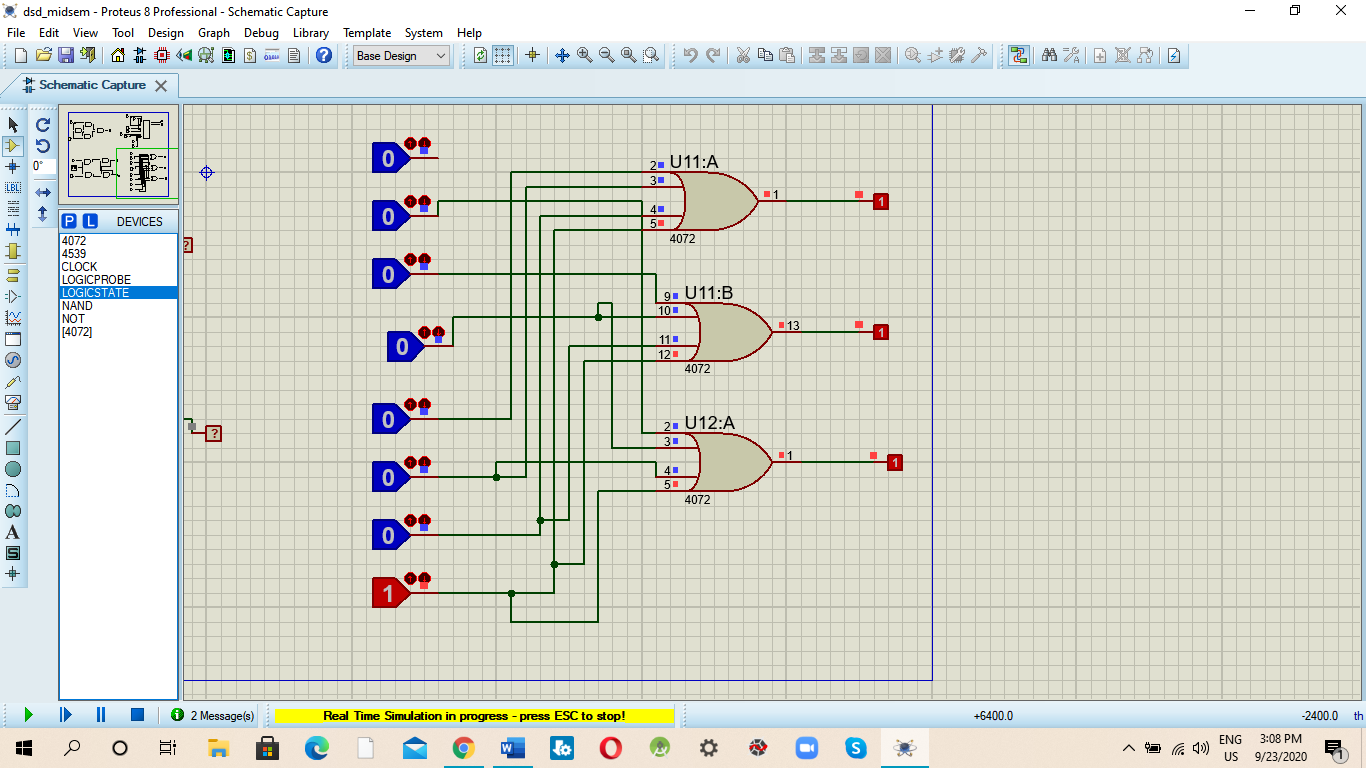 dsd_midsem - Proteus 8 Professional - Schematic Capture
File Edit View Tool Design Graph Debug Library Template System Help
Base Design
Schematic Capture
0°
P L DEVICES
4072
4539
CLOCK
LOGICPROBE
LOGICSTATE
NAND
NOT
[4072]
LBL
A
S
?
?
0
0
0
0
0
0
0
1
U11:A
2
3
4
5
1
4072
1
U11:B
9
10
11
12
13
4072
1
U12:A
2
3
4
5
1
4072
1
2 Message(s)
Real Time Simulation in progress - press ESC to stop!
+6400.0
-2400.0
th
ENG
US
3:08 PM
9/23/2020
1